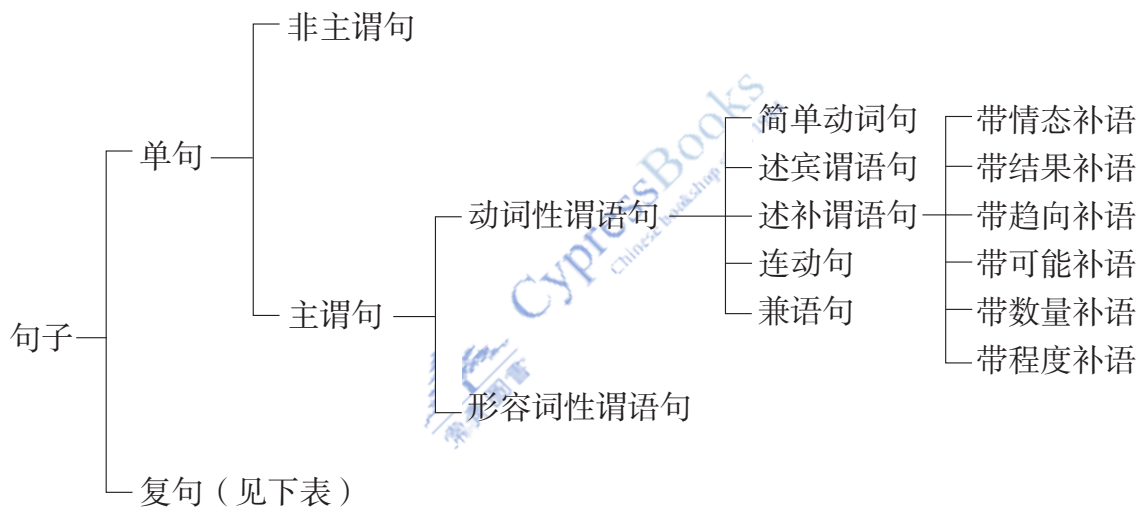 非主谓句
简单动词句
带情态补语
单句
述宾谓语句
带结果补语
动词性谓语句
述补谓语句
带趋向补语
连动句
带可能补语
主谓句
兼语句
带数量补语
句子
带程度补语
形容词性谓语句
复句（见下表）
CypressBooks
Chinese bookshop